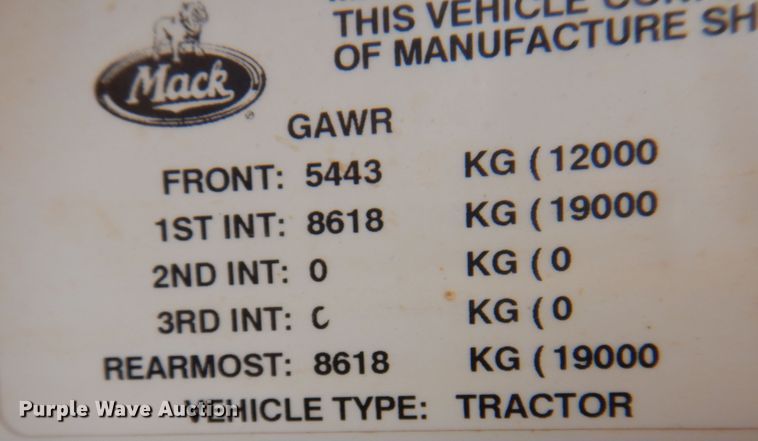 THIS VEHICLE
OF MANUFACTURE
Mack
GAWR
FRONT: 5443 KG ( 12000
1ST INT: 8618 KG ( 19000
2ND INT: 0 KG ( 0
3RD INT: KG ( 0
REARMOST: 8618 KG ( 19000
VEHICLE TYPE: TRACTOR
Purple Wave Auction